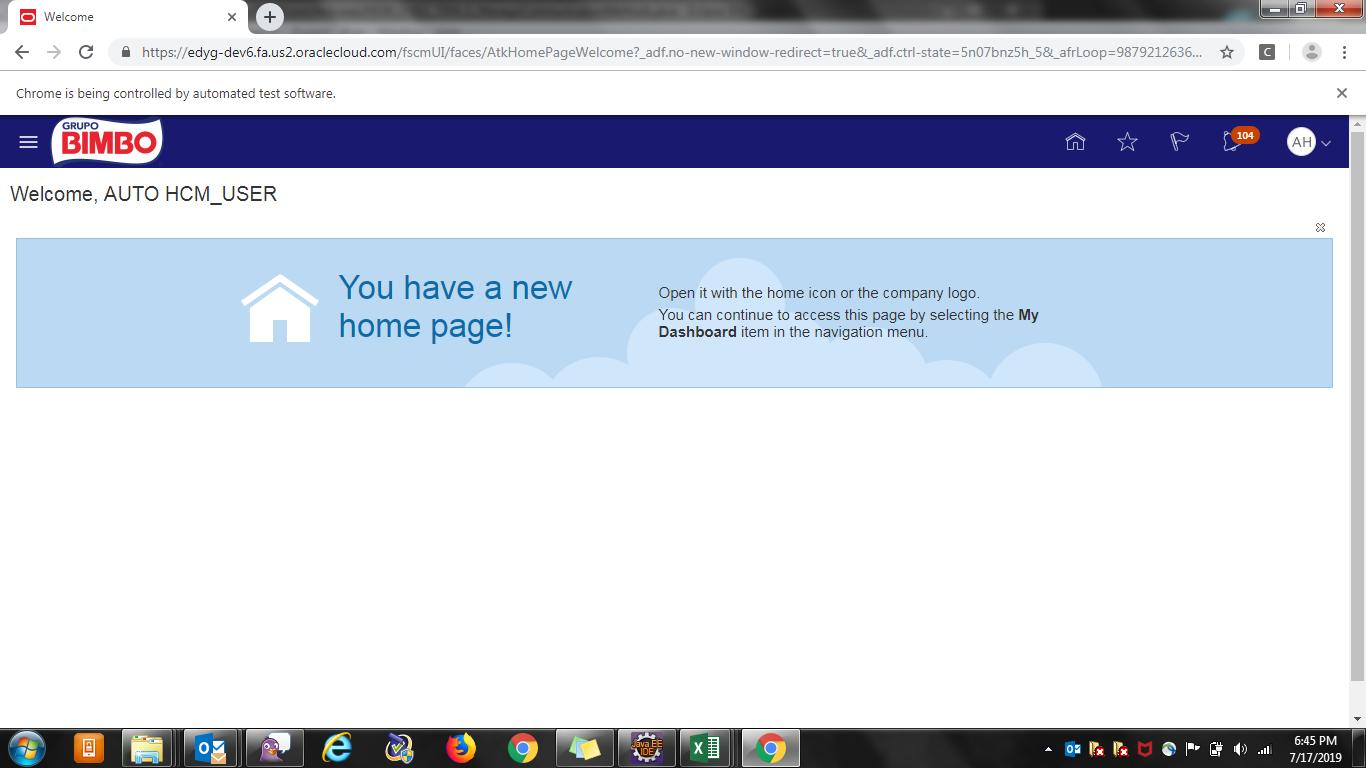 Welcome
https://edyg-dev6.fa.us2.oraclecloud.com/fscmUI/faces/AtkHomePageWelcome?_adf.no-new-window-redirect=true&_adf.ctrl-state=5n07bnz5h_5&_afrLoop=9879212636...
C
Chrome is being controlled by automated test software.
GRUPO
BIMBO
104
AH
Welcome, AUTO HCM_USER
You have a new
home page!
Open it with the home icon or the company logo.
You can continue to access this page by selecting the My
Dashboard item in the navigation menu.
Java EE
IDE
6:45 PM
7/17/2019